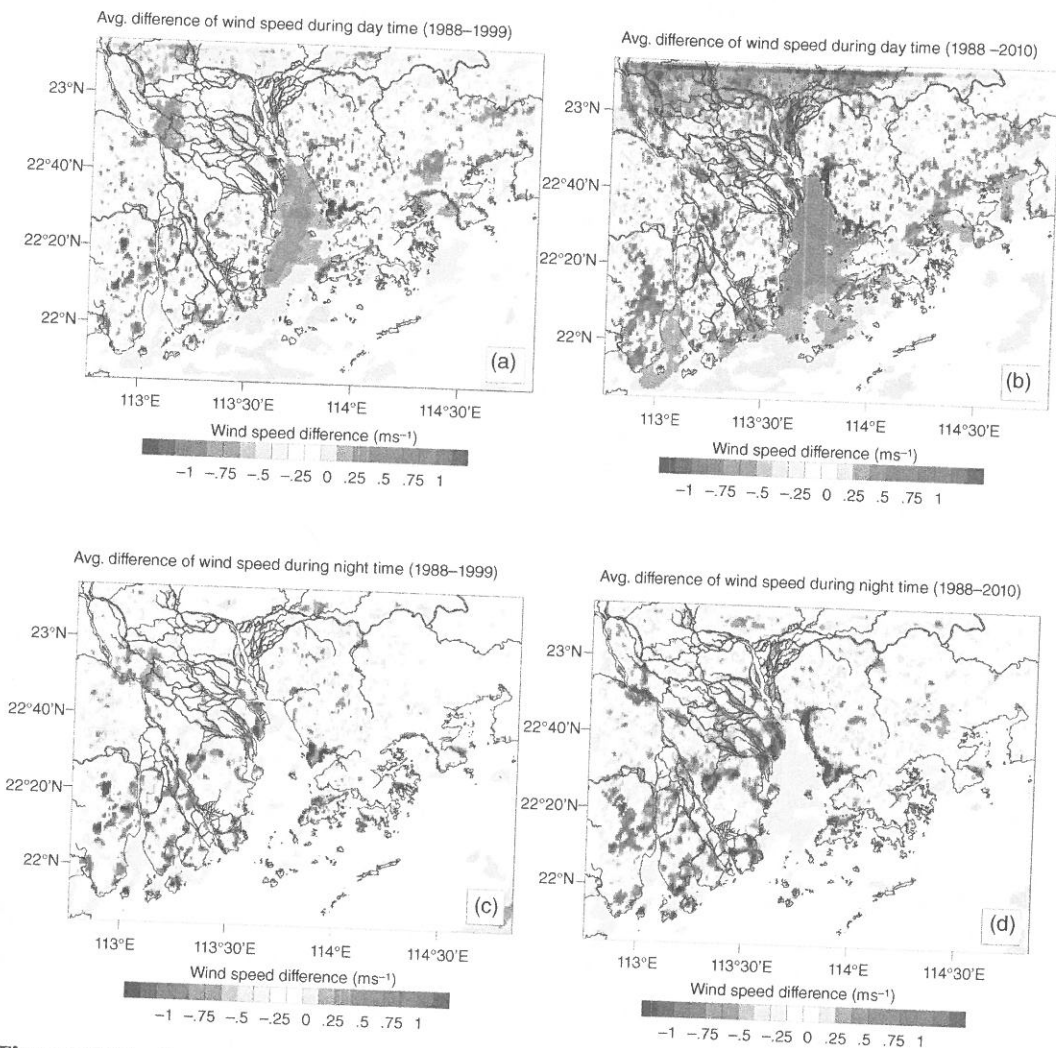 Avg. difference of wind speed during day time (1988–1999)
23°N
22°40′N
22°20′N
22°N
(a)
113°E 113°30′E 114°E 114°30′E
Wind speed difference (ms⁻¹)
–1 –.75 –.5 –.25 0 .25 .5 .75 1
Avg. difference of wind speed during day time (1988 –2010)
23°N
22°40′N
22°20′N
22°N
(b)
113°E 113°30′E 114°E 114°30′E
Wind speed difference (ms⁻¹)
–1 –.75 –.5 –.25 0 .25 .5 .75 1
Avg. difference of wind speed during night time (1988–1999)
23°N
22°40′N
22°20′N
22°N
(c)
113°E 113°30′E 114°E 114°30′E
Wind speed difference (ms⁻¹)
–1 –.75 –.5 –.25 0 .25 .5 .75 1
Avg. difference of wind speed during night time (1988–2010)
23°N
22°40′N
22°20′N
22°N
(d)
113°E 113°30′E 114°E 114°30′E
Wind speed difference (ms⁻¹)
–1 –.75 –.5 –.25 0 .25 .5 .75 1